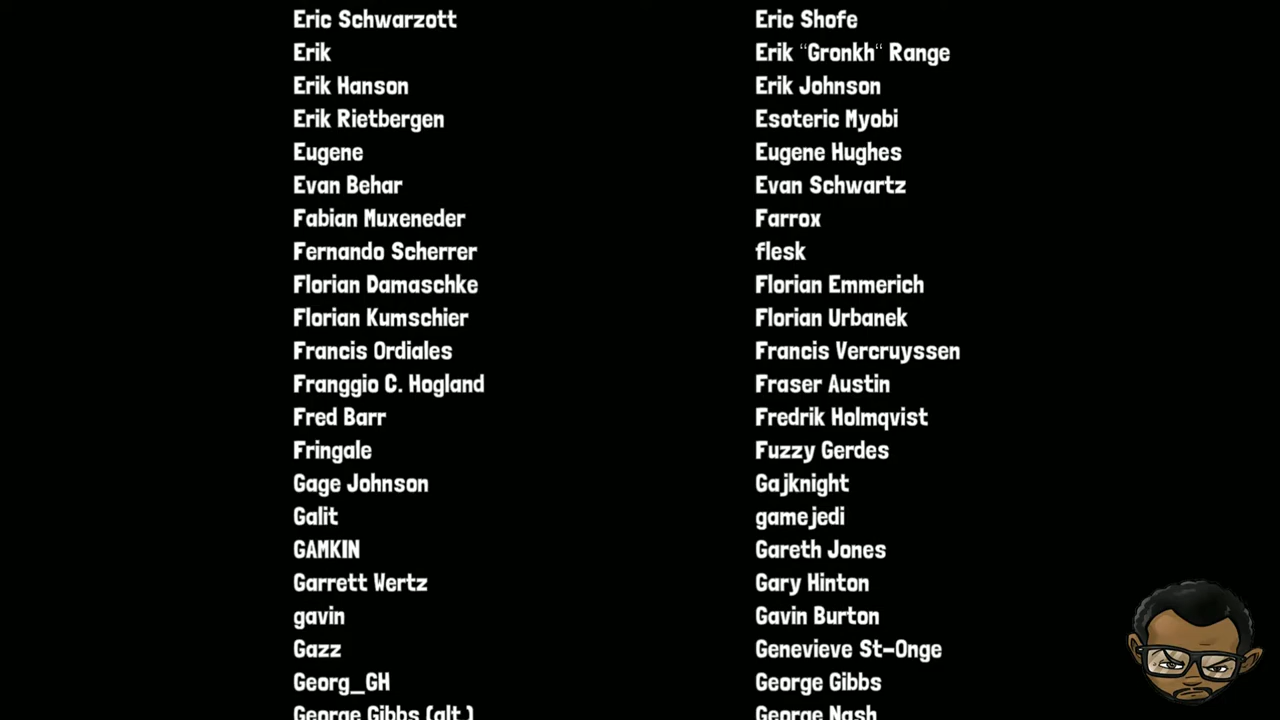 Eric Schwarzott
Eric Shofe
Erik
Erik “Gronkh“ Range
Erik Hanson
Erik Johnson
Erik Rietbergen
Esoteric Myobi
Eugene
Eugene Hughes
Evan Behar
Evan Schwartz
Fabian Muxeneder
Farrox
Fernando Scherrer
flesk
Florian Damaschke
Florian Emmerich
Florian Kumschier
Florian Urbanek
Francis Ordiales
Francis Vercruyssen
Franggio C. Hogland
Fraser Austin
Fred Barr
Fredrik Holmqvist
Fringale
Fuzzy Gerdes
Gage Johnson
Gajknight
Galit
gamejedi
GAMKIN
Gareth Jones
Garrett Wertz
Gary Hinton
gavin
Gavin Burton
Gazz
Genevieve St-Onge
Georg_GH
George Gibbs
George Gibbs (alt.)
George Nash